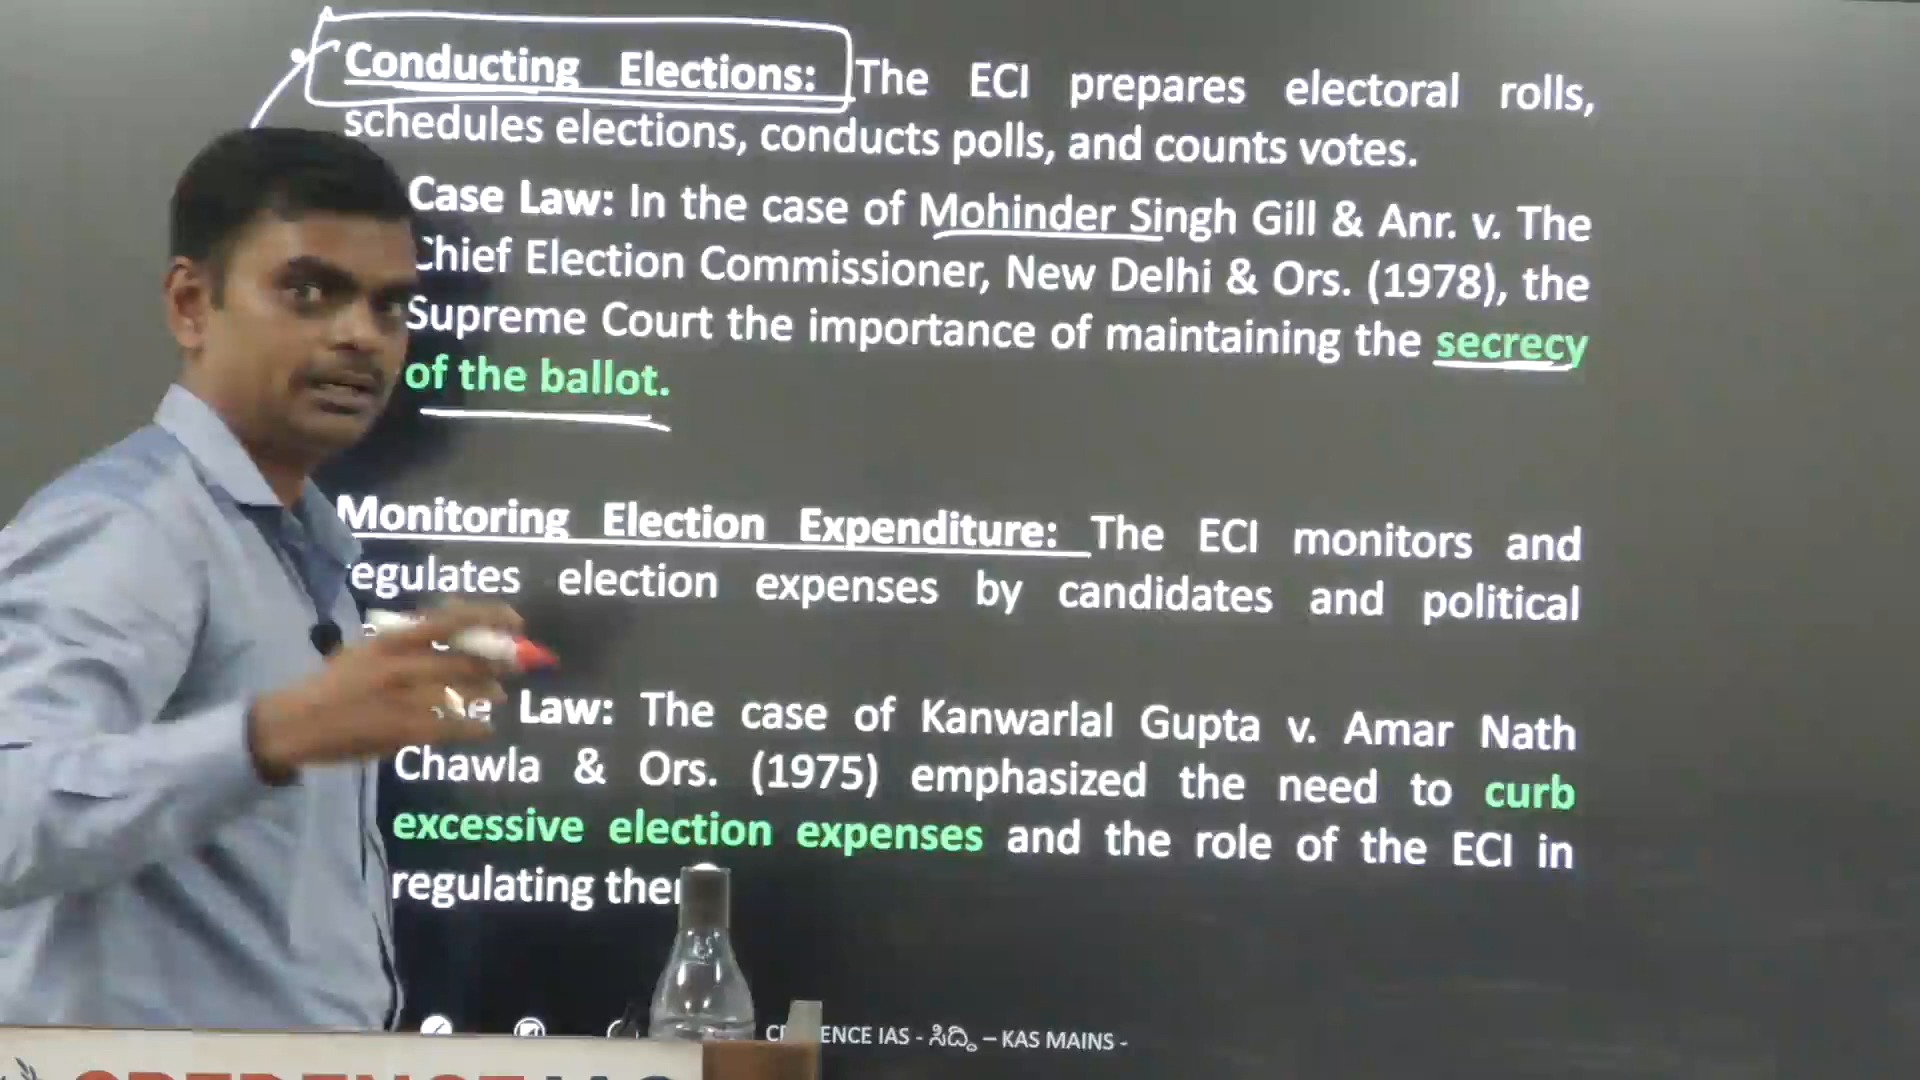 Conducting Elections: The ECI prepares electoral rolls,
schedules elections, conducts polls, and counts votes.
Case Law: In the case of Mohinder Singh Gill & Anr. v. The
Chief Election Commissioner, New Delhi & Ors. (1978), the
Supreme Court the importance of maintaining the secrecy
of the ballot.
Monitoring Election Expenditure: The ECI monitors and
regulates election expenses by candidates and political
Law: The case of Kanwarlal Gupta v. Amar Nath
Chawla & Ors. (1975) emphasized the need to curb
excessive election expenses and the role of the ECI in
regulating
IAS - ಸಿದ್ಧಿ – KAS MAINS -